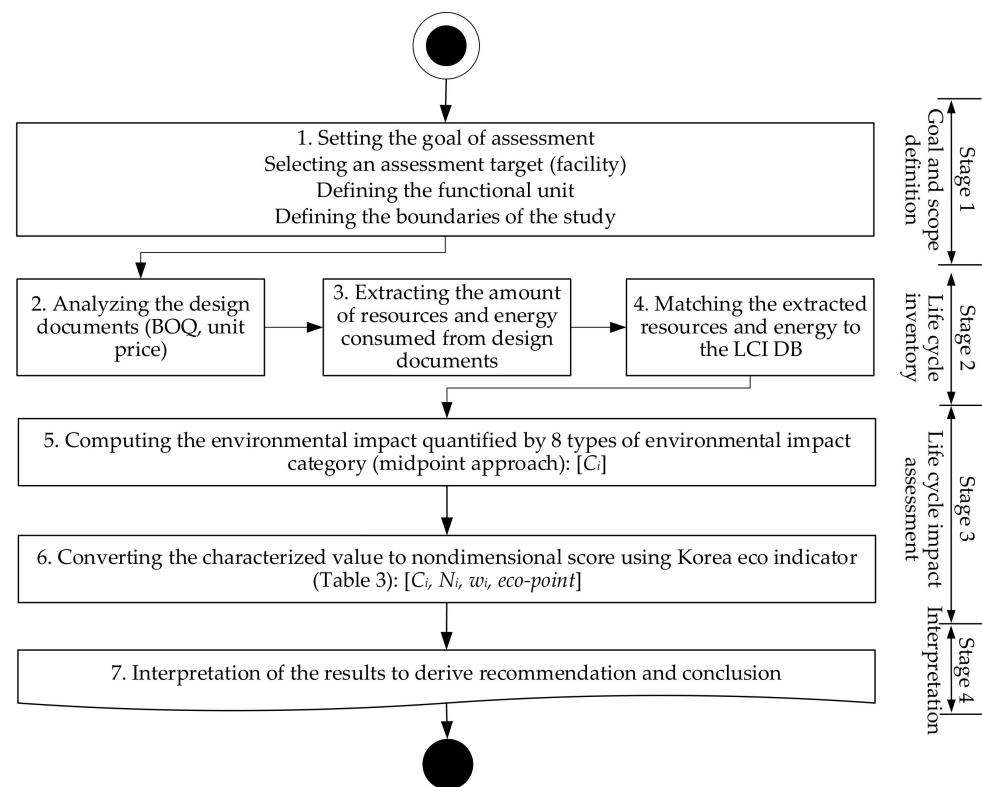 1. Setting the goal of assessment
Selecting an assessment target (facility)
Defining the functional unit
Defining the boundaries of the study
Stage 1
Goal and scope
definition
2. Analyzing the design
documents (BOQ, unit
price)
3. Extracting the amount
of resources and energy
consumed from design
documents
4. Matching the extracted
resources and energy to
the LCI DB
Stage 2
Life cycle
inventory
5. Computing the environmental impact quantified by 8 types of environmental impact
category (midpoint approach): [Ci]
6. Converting the characterized value to nondimensional score using Korea eco indicator
(Table 3): [Ci, Ni, wi, eco-point]
Stage 3
Life cycle impact
assessment
7. Interpretation of the results to derive recommendation and conclusion
Stage 4
Interpretation